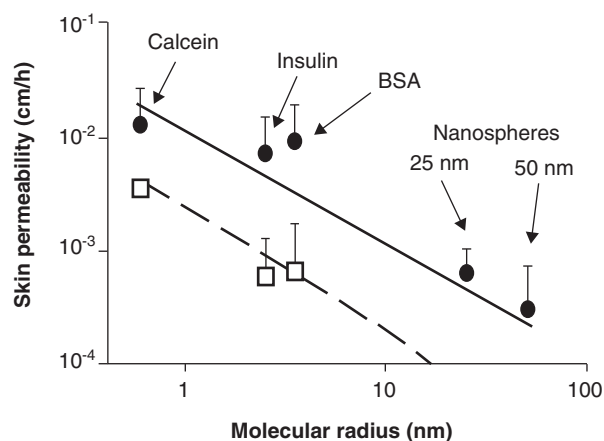 Skin permeability (cm/h)
10-1
10-2
10-3
10-4
Calcein
Insulin
BSA
Nanospheres
25 nm
50 nm
1
10
100
Molecular radius (nm)